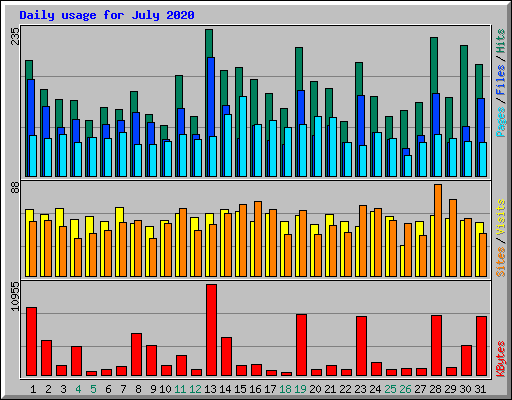 Daily usage for July 2020
235
Pages / Files / Hits
88
Sites / Visits
10955
KBytes
1 2 3 4 5 6 7 8 9 10 11 12 13 14 15 16 17 18 19 20 21 22 23 24 25 26 27 28 29 30 31